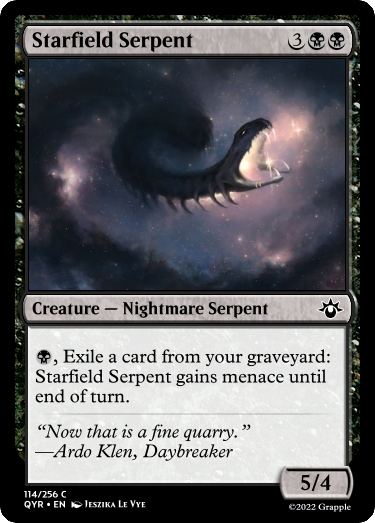 Starfield Serpent 3
Creature — Nightmare Serpent
, Exile a card from your graveyard:
Starfield Serpent gains menace until
end of turn.
“Now that is a fine quarry.”
—Ardo Klen, Daybreaker
5/4
114/256 C
QYR • EN Jeszika Le Vye
©2022 Grapple